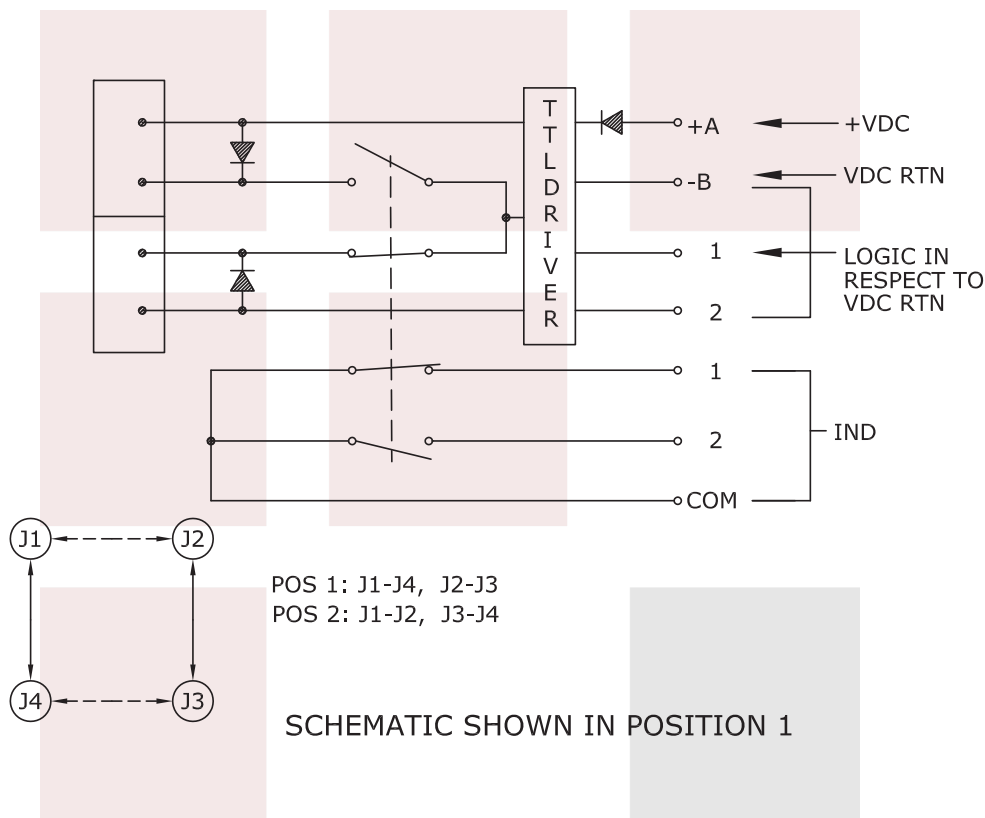 TTLDRIVER
+A
+VDC
-B
VDC RTN
1
LOGIC IN
RESPECT TO
VDC RTN
2
1
2
IND
COM
J1
J2
POS 1: J1-J4, J2-J3
POS 2: J1-J2, J3-J4
J4
J3
SCHEMATIC SHOWN IN POSITION 1